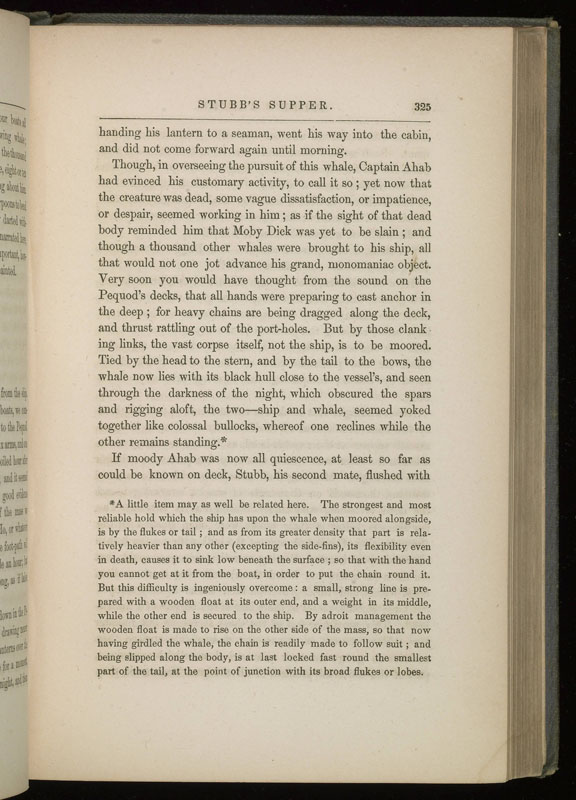 STUBB'S SUPPER. 325
handing his lantern to a seaman, went his way into the cabin,
and did not come forward again until morning.
Though, in overseeing the pursuit of this whale, Captain Ahab
had evinced his customary activity, to call it so ; yet now that
the creature was dead, some vague dissatisfaction, or impatience,
or despair, seemed working in him ; as if the sight of that dead
body reminded him that Moby Dick was yet to be slain ; and
though a thousand other whales were brought to his ship, all
that would not one jot advance his grand, monomaniac object.
Very soon you would have thought from the sound on the
Pequod's decks, that all hands were preparing to cast anchor in
the deep ; for heavy chains are being dragged along the deck,
and thrust rattling out of the port-holes. But by those clank
ing links, the vast corpse itself, not the ship, is to be moored.
Tied by the head to the stern, and by the tail to the bows, the
whale now lies with its black hull close to the vessel's, and seen
through the darkness of the night, which obscured the spars
and rigging aloft, the two—ship and whale, seemed yoked
together like colossal bullocks, whereof one reclines while the
other remains standing.*
If moody Ahab was now all quiescence, at least so far as
could be known on deck, Stubb, his second mate, flushed with
*A little item may as well be related here. The strongest and most
reliable hold which the ship has upon the whale when moored alongside,
is by the flukes or tail ; and as from its greater density that part is rela-
tively heavier than any other (excepting the side-fins), its flexibility even
in death, causes it to sink low beneath the surface ; so that with the hand
you cannot get at it from the boat, in order to put the chain round it.
But this difficulty is ingeniously overcome : a small, strong line is pre-
pared with a wooden float at its outer end, and a weight in its middle,
while the other end is secured to the ship. By adroit management the
wooden float is made to rise on the other side of the mass, so that now
having girdled the whale, the chain is readily made to follow suit ; and
being slipped along the body, is at last locked fast round the smallest
part of the tail, at the point of junction with its broad flukes or lobes.